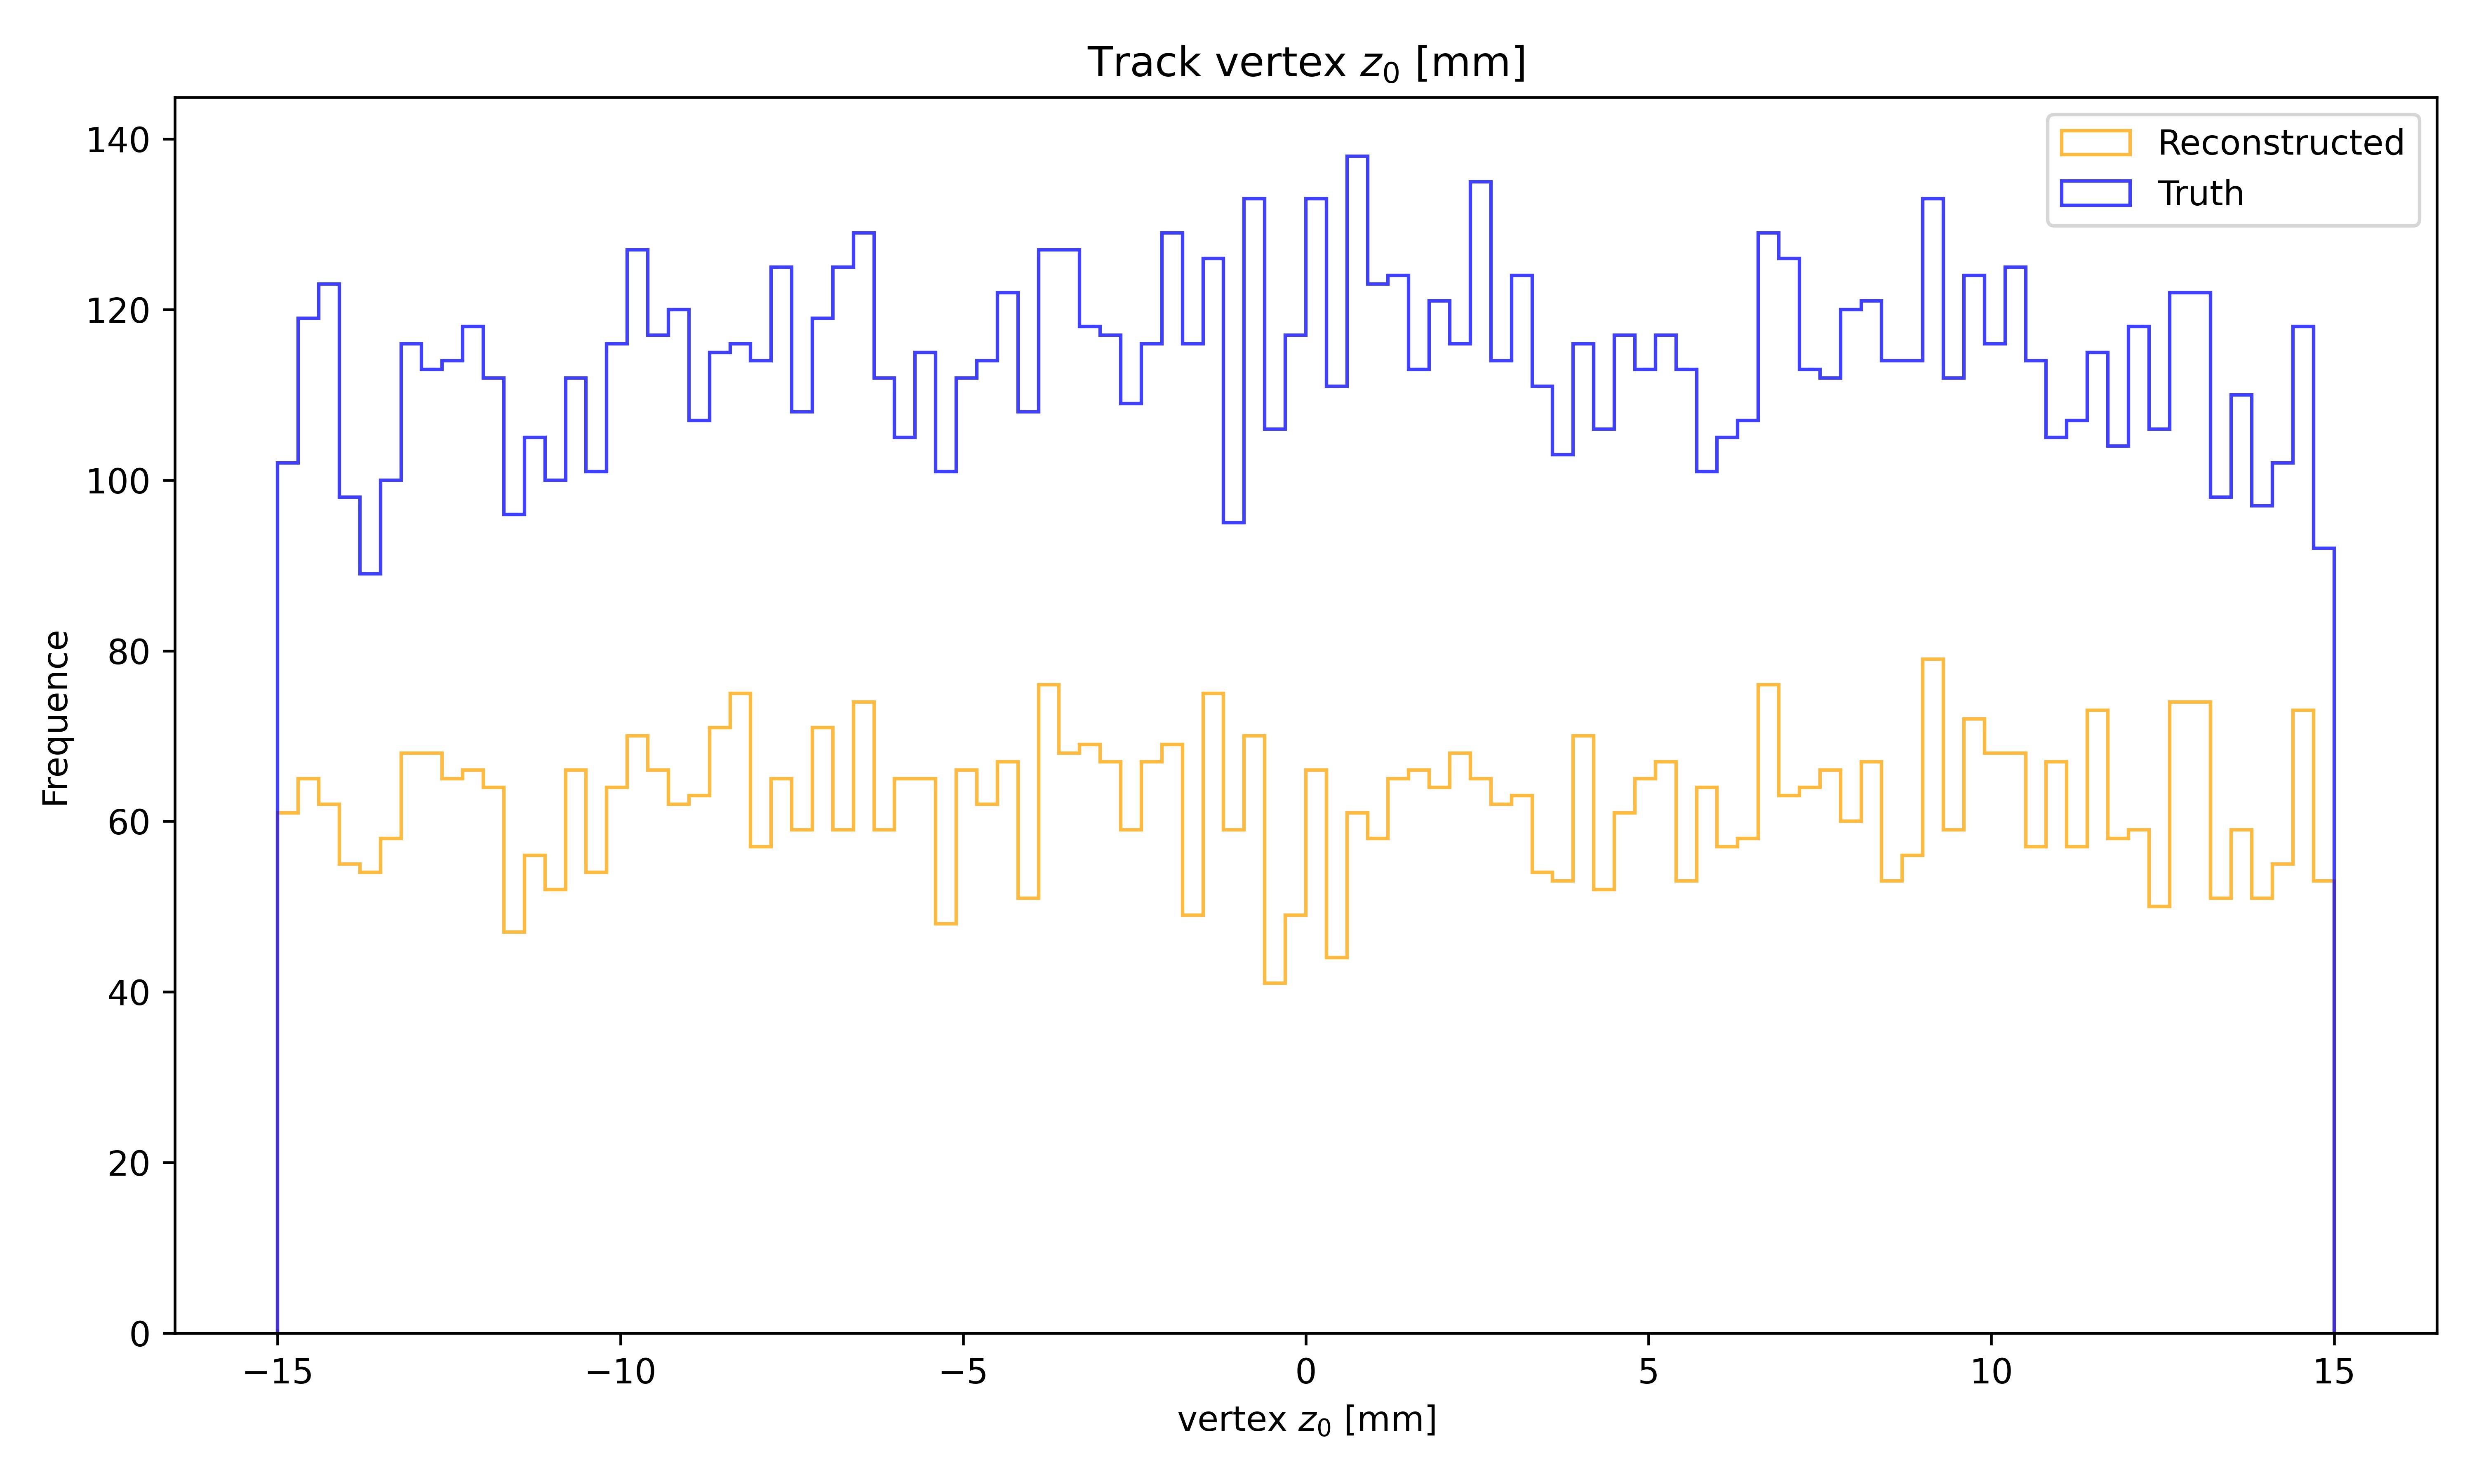 Track vertex z₀ [mm]
Reconstructed
Truth
140
120
100
80
60
40
20
0
Frequence
−15 −10 −5 0 5 10 15
vertex z₀ [mm]